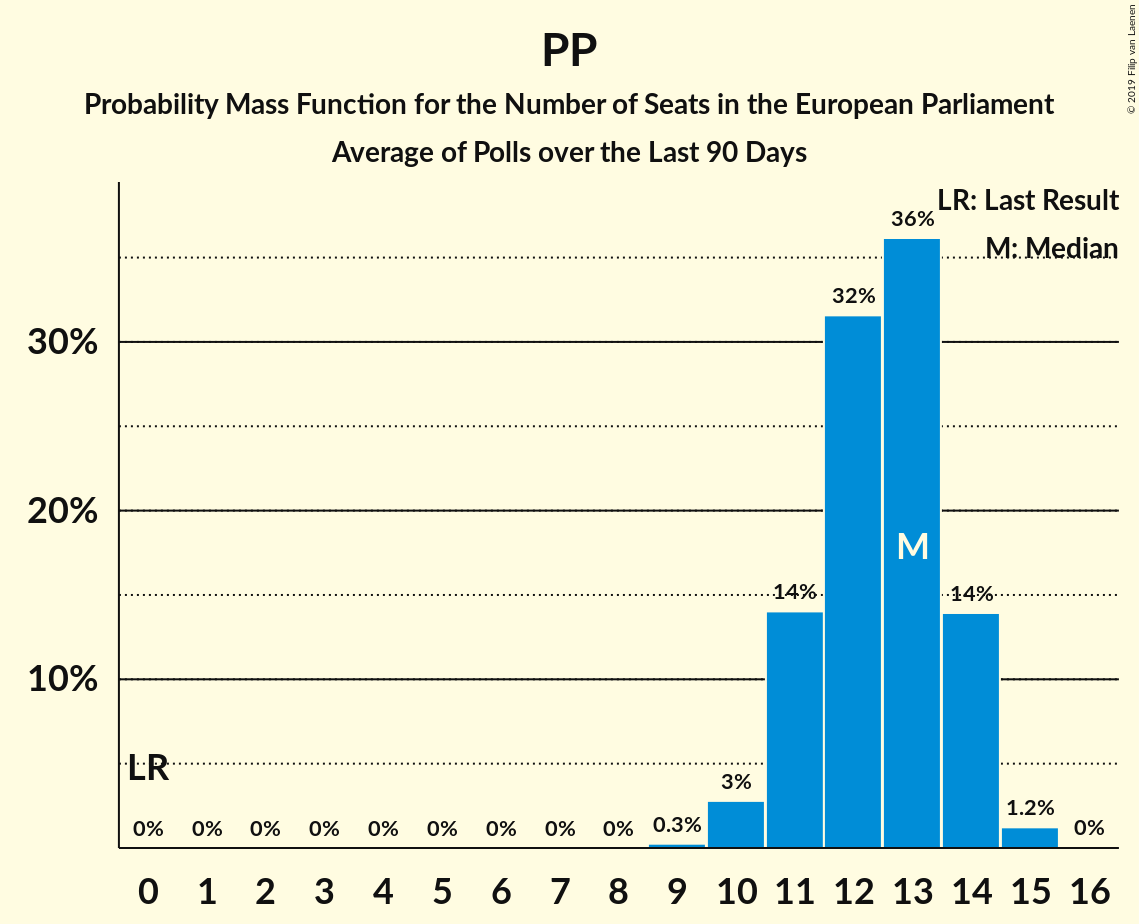 PP
Probability Mass Function for the Number of Seats in the European Parliament
Average of Polls over the Last 90 Days
© 2019 Filip van Laenen
LR: Last Result
M: Median
36%
32%
30%
20%
M
14%
14%
10%
LR
3%
1.2%
0% 0% 0% 0% 0% 0% 0% 0% 0% 0.3% 0%
0 1 2 3 4 5 6 7 8 9 10 11 12 13 14 15 16